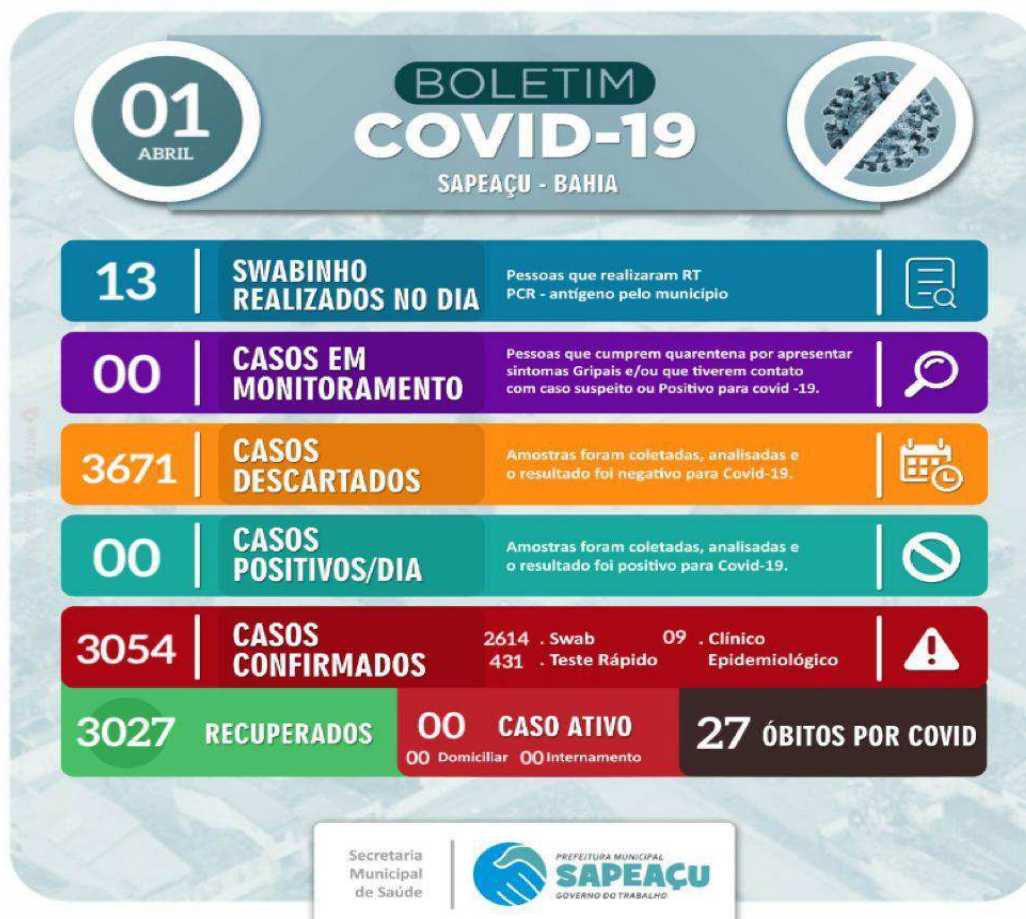 01
ABRIL
BOLETIM
COVID-19
SAPEAÇU - BAHIA
13
SWABINHO
REALIZADOS NO DIA
Pessoas que realizaram RT
PCR - antígeno pelo município
00
CASOS EM
MONITORAMENTO
Pessoas que cumprem quarentena por apresentar
sintomas Gripais e/ou que tiverem contato
com caso suspeito ou Positivo para covid -19.
3671
CASOS
DESCARTADOS
Amostras foram coletadas, analisadas e
o resultado foi negativo para Covid-19.
00
CASOS
POSITIVOS/DIA
Amostras foram coletadas, analisadas e
o resultado foi positivo para Covid-19.
3054
CASOS
CONFIRMADOS
2614 . Swab
431 . Teste Rápido
09 . Clínico
Epidemiológico
3027 RECUPERADOS
00 CASO ATIVO
00 Domiciliar 00 Internamento
27 ÓBITOS POR COVID
Secretaria
Municipal
de Saúde
PREFEITURA MUNICIPAL
SAPEAÇU
GOVERNO DO TRABALHO